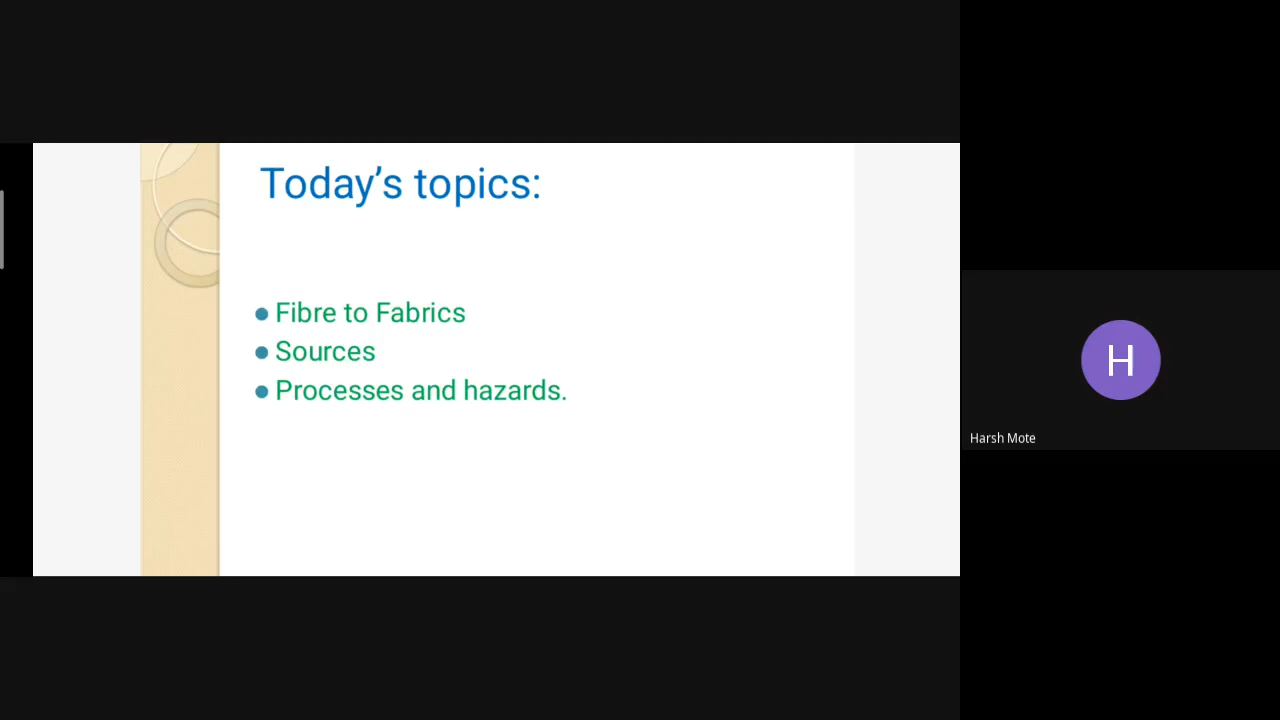 Today’s topics:
Fibre to Fabrics
Sources
Processes and hazards.
H
Harsh Mote